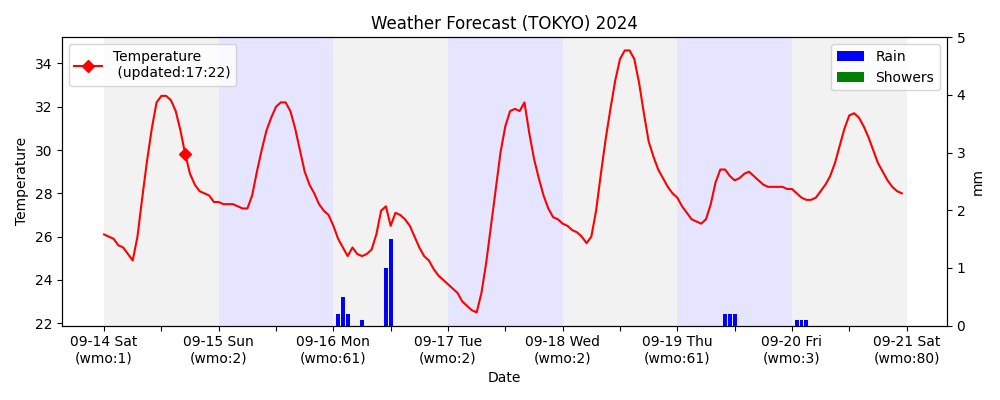 Weather Forecast (TOKYO) 2024
Temperature
(updated:17:22)
Rain
Showers
Temperature
34
32
30
28
26
24
22
5
4
3
2
1
0
mm
09-14 Sat
(wmo:1)
09-15 Sun
(wmo:2)
09-16 Mon
(wmo:61)
09-17 Tue
(wmo:2)
09-18 Wed
(wmo:2)
09-19 Thu
(wmo:61)
09-20 Fri
(wmo:3)
09-21 Sat
(wmo:80)
Date